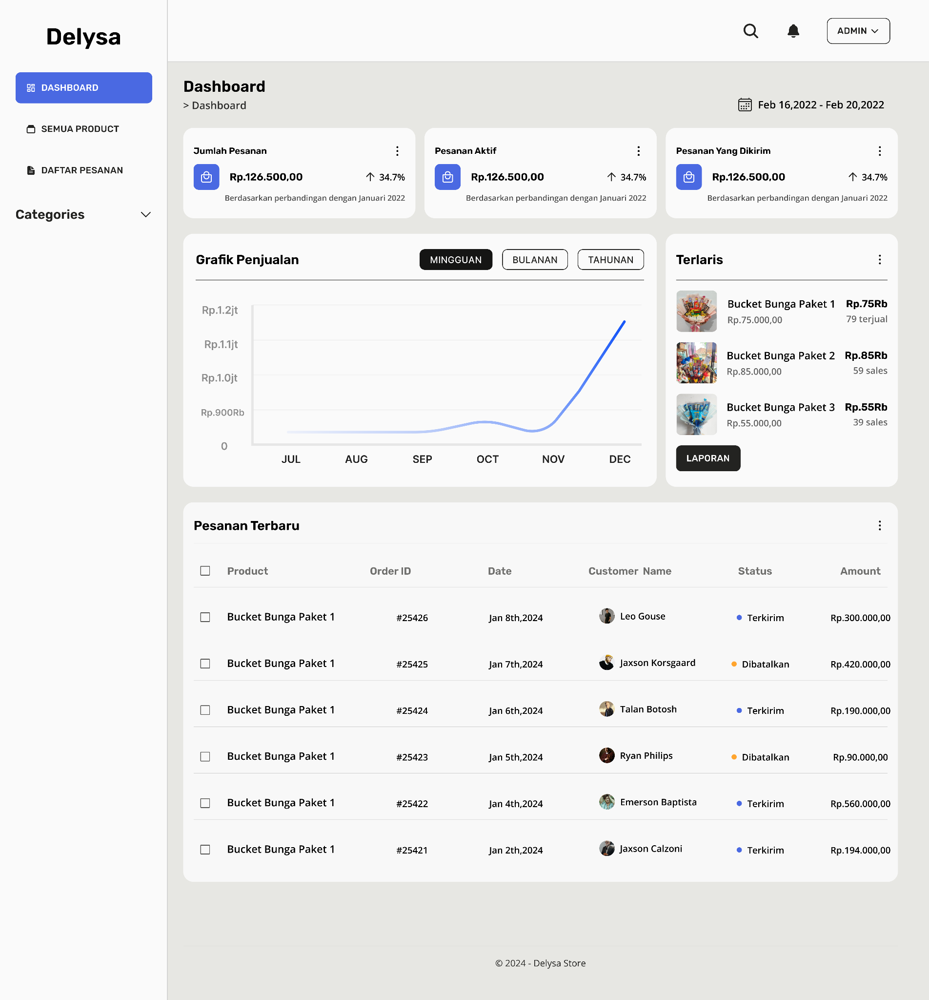 Delysa
ADMIN
DASHBOARD
SEMUA PRODUCT
DAFTAR PESANAN
Categories
Dashboard
> Dashboard
Feb 16,2022 - Feb 20,2022
Jumlah Pesanan
Rp.126.500,00
34.7%
Berdasarkan perbandingan dengan Januari 2022
Pesanan Aktif
Rp.126.500,00
34.7%
Berdasarkan perbandingan dengan Januari 2022
Pesanan Yang Dikirim
Rp.126.500,00
34.7%
Berdasarkan perbandingan dengan Januari 2022
Grafik Penjualan
MINGGUAN
BULANAN
TAHUNAN
Rp.1.2jt
Rp.1.1jt
Rp.1.0jt
Rp.900Rb
0
JUL AUG SEP OCT NOV DEC
Terlaris
Bucket Bunga Paket 1 Rp.75Rb
Rp.75.000,00 79 terjual
Bucket Bunga Paket 2 Rp.85Rb
Rp.85.000,00 59 sales
Bucket Bunga Paket 3 Rp.55Rb
Rp.55.000,00 39 sales
LAPORAN
Pesanan Terbaru
Product Order ID Date Customer Name Status Amount
Bucket Bunga Paket 1 #25426 Jan 8th,2024 Leo Gouse Terkirim Rp.300.000,00
Bucket Bunga Paket 1 #25425 Jan 7th,2024 Jaxson Korsgaard Dibatalkan Rp.420.000,00
Bucket Bunga Paket 1 #25424 Jan 6th,2024 Talan Botosh Terkirim Rp.190.000,00
Bucket Bunga Paket 1 #25423 Jan 5th,2024 Ryan Philips Dibatalkan Rp.90.000,00
Bucket Bunga Paket 1 #25422 Jan 4th,2024 Emerson Baptista Terkirim Rp.560.000,00
Bucket Bunga Paket 1 #25421 Jan 2th,2024 Jaxson Calzoni Terkirim Rp.194.000,00
© 2024 - Delysa Store